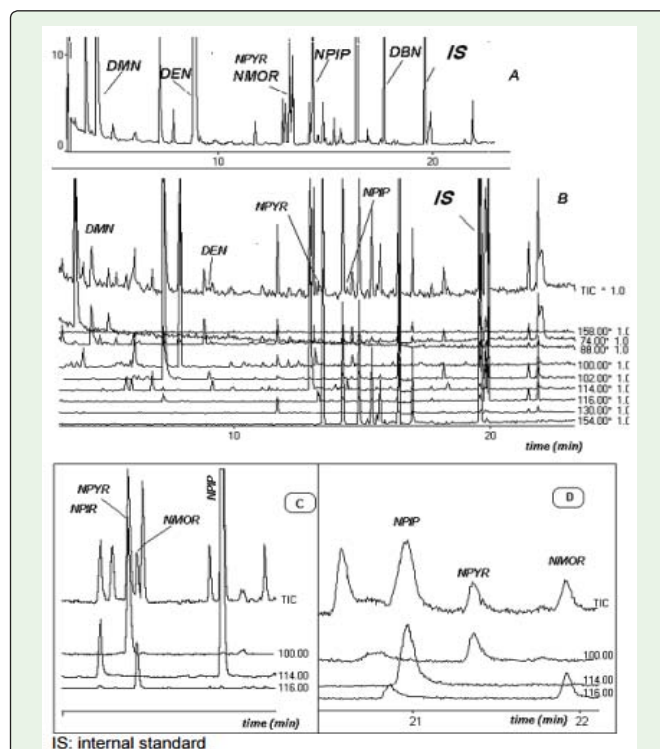 10
DMN
DEN
NPYR
NMOR
NPIP
DBN
IS
A
0
10
20
DMN
DEN
NPYR
NPIP
IS
B
TIC * 1.0
158.00* 1.0
74.00* 1.0
88.00* 1.0
100.00* 1.0
102.00* 1.0
114.00* 1.0
116.00* 1.0
130.00* 1.0
154.00* 1.0
10
20
time (min)
NPYR
NPIR
NMOR
NPIP
C
TIC
100.00
114.00
116.00
time (min)
NPIP
NPYR
NMOR
D
TIC
100.00
114.00
116.00
21
time (min)
22
IS: internal standard